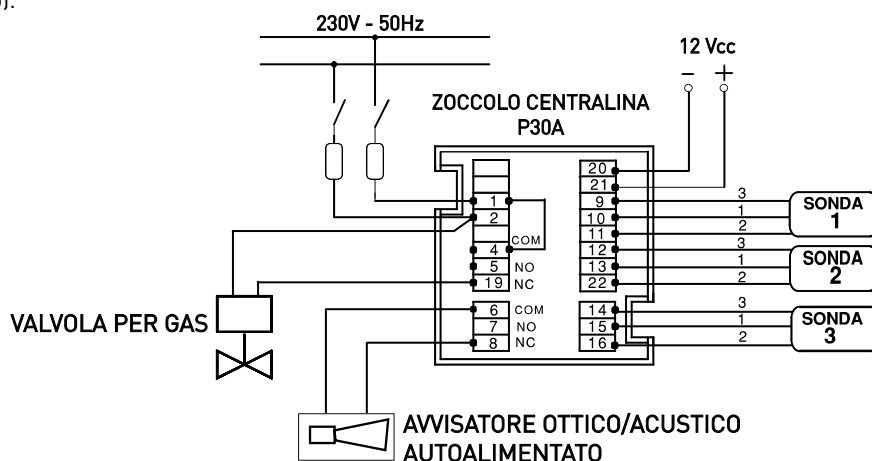 230V - 50Hz
12 Vcc
- +
ZOCCOLO CENTRALINA
P30A
20
21
1 9 3
2 10 1
11 2
COM
4 12 3
5 NO 13 1
19 NC 22 2
6 COM 14 3
7 NO 15 1
8 NC 16 2
SONDA
1
SONDA
2
SONDA
3
VALVOLA PER GAS
AVVISATORE OTTICO/ACUSTICO
AUTOALIMENTATO